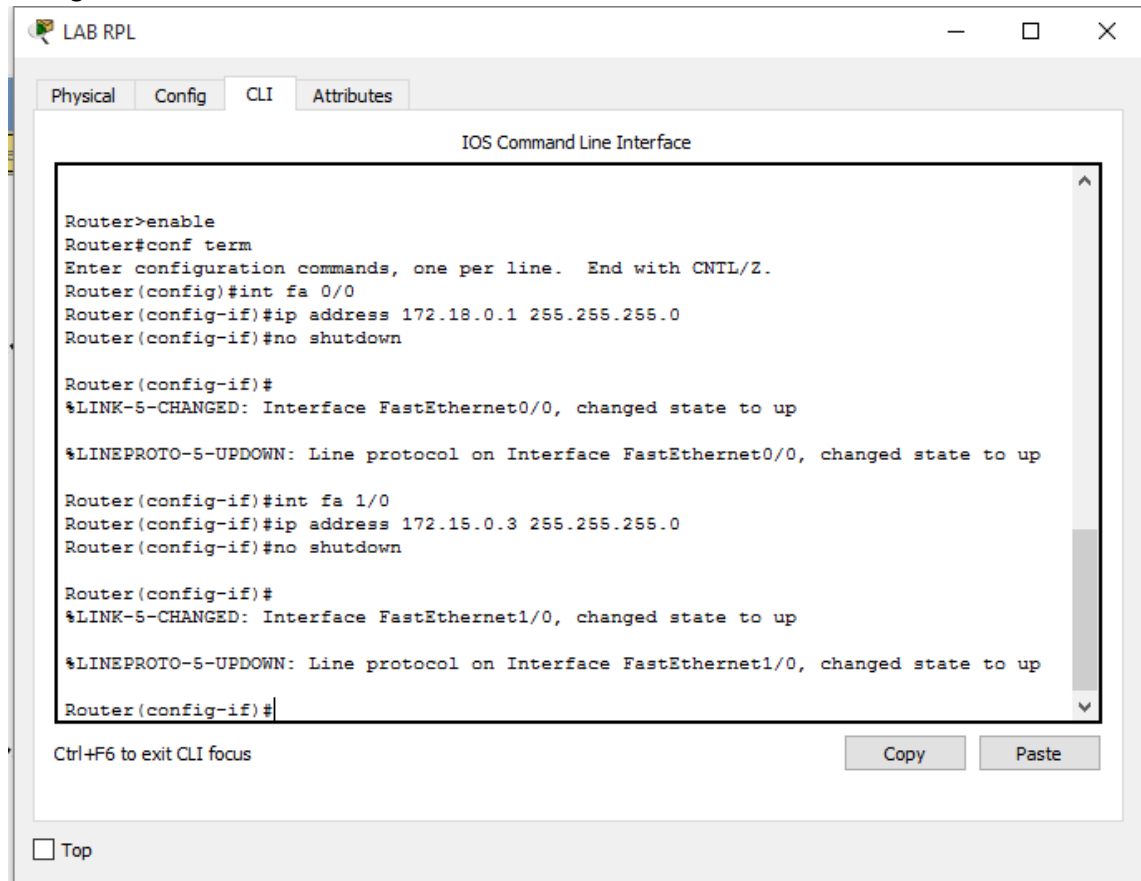 LAB RPL
Physical Config CLI Attributes
IOS Command Line Interface
Router>enable
Router#conf term
Enter configuration commands, one per line.  End with CNTL/Z.
Router(config)#int fa 0/0
Router(config-if)#ip address 172.18.0.1 255.255.255.0
Router(config-if)#no shutdown
Router(config-if)#
%LINK-5-CHANGED: Interface FastEthernet0/0, changed state to up
%LINEPROTO-5-UPDOWN: Line protocol on Interface FastEthernet0/0, changed state to up
Router(config-if)#int fa 1/0
Router(config-if)#ip address 172.15.0.3 255.255.255.0
Router(config-if)#no shutdown
Router(config-if)#
%LINK-5-CHANGED: Interface FastEthernet1/0, changed state to up
%LINEPROTO-5-UPDOWN: Line protocol on Interface FastEthernet1/0, changed state to up
Router(config-if)#
Ctrl+F6 to exit CLI focus
Copy Paste
Top